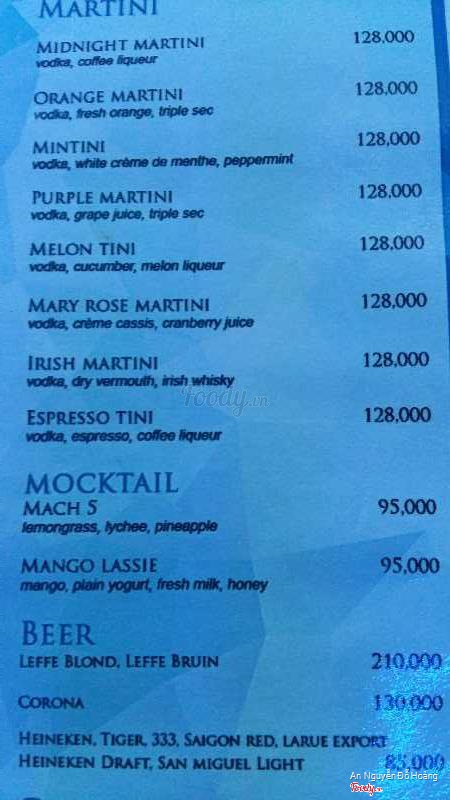 MARTINI
MIDNIGHT MARTINI 128,000
vodka, coffee liqueur
ORANGE MARTINI 128,000
vodka, fresh orange, triple sec
MINTINI 128,000
vodka, white crème de menthe, peppermint
PURPLE MARTINI 128,000
vodka, grape juice, triple sec
MELON TINI 128,000
vodka, cucumber, melon liqueur
MARY ROSE MARTINI 128,000
vodka, crème cassis, cranberry juice
IRISH MARTINI 128,000
vodka, dry vermouth, irish whisky
Foody.vn
ESPRESSO TINI 128,000
vodka, espresso, coffee liqueur
MOCKTAIL
MACH 5 95,000
lemongrass, lychee, pineapple
MANGO LASSIE 95,000
mango, plain yogurt, fresh milk, honey
BEER
LEFFE BLOND, LEFFE BRUIN 210,000
CORONA 130,000
HEINEKEN, TIGER, 333, SAIGON RED, LARUE EXPORT
HEINEKEN DRAFT, SAN MIGUEL LIGHT 85,000
An Nguyễn Đỗ Hoàng
Foody.vn